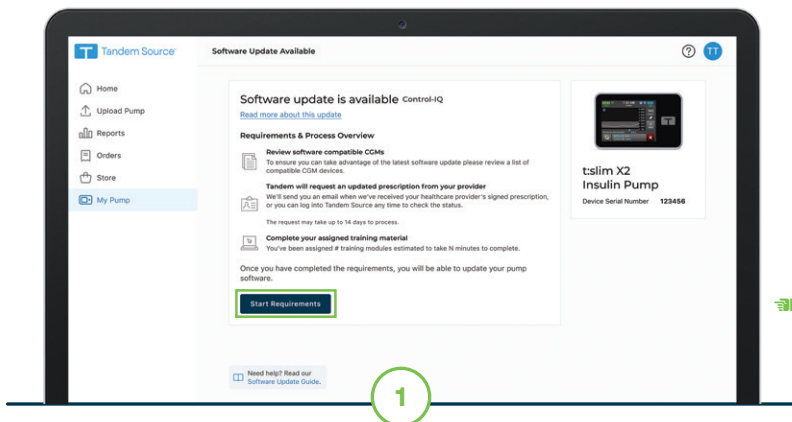 Tandem Source
Software Update Available
TT
Home
Upload Pump
Reports
Orders
Store
My Pump
Software update is available Control-IQ
Read more about this update
Requirements & Process Overview
Review software compatible CGMs
To ensure you can take advantage of the latest software update please review a list of
compatible CGM devices.
Tandem will request an updated prescription from your provider
We'll send you an email when we've received your healthcare provider's signed prescription,
or you can log into Tandem Source any time to check the status.
The request may take up to 14 days to process.
Complete your assigned training material
You've been assigned # training modules estimated to take N minutes to complete.
Once you have completed the requirements, you will be able to update your pump
software.
Start Requirements
t:slim X2
Insulin Pump
Device Serial Number 123456
Need help? Read our
Software Update Guide.
1